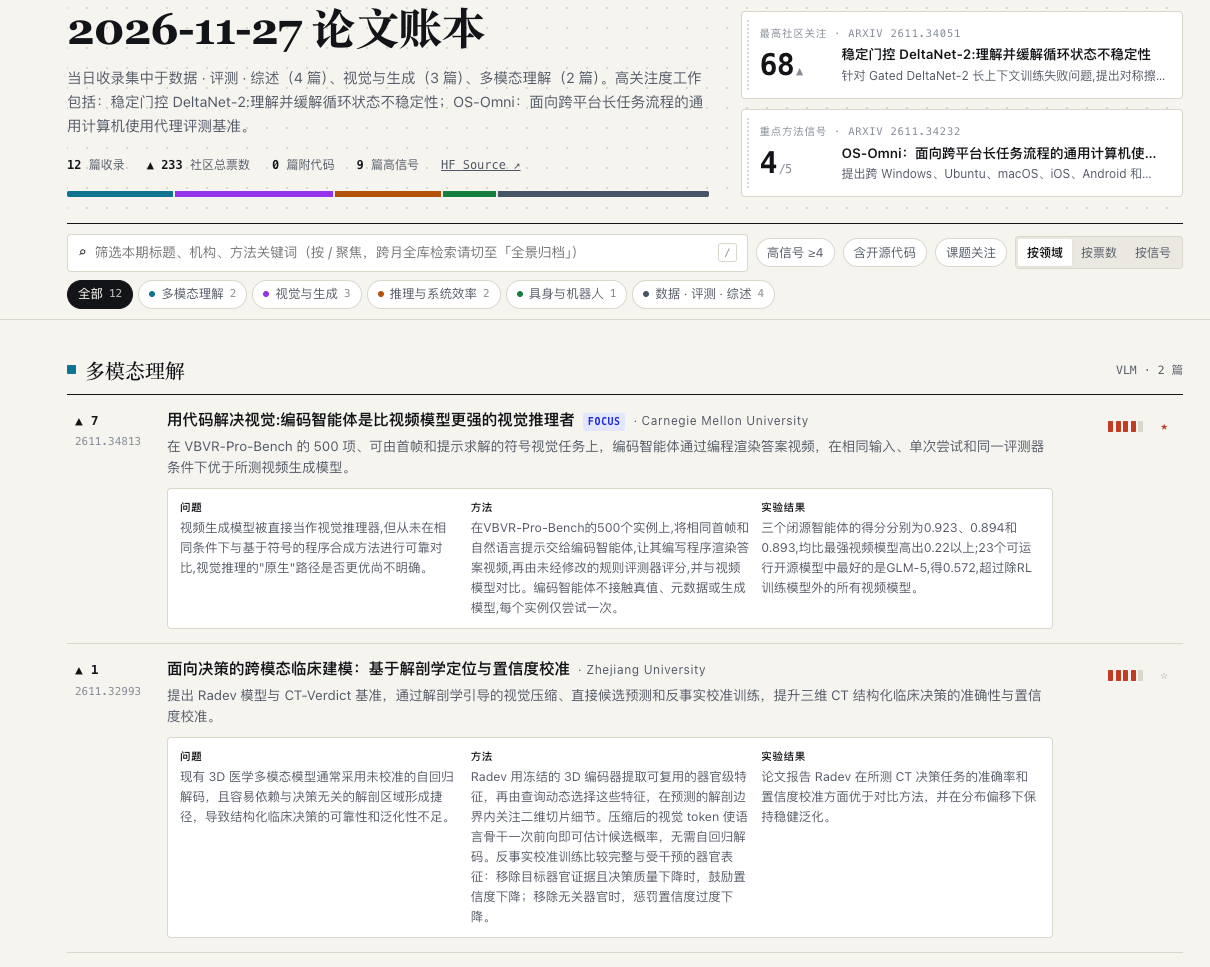 2026-11-27 论文账本
当日收录集中于数据 · 评测 · 综述（4 篇）、视觉与生成（3 篇）、多模态理解（2 篇）。高关注度工作
包括：稳定门控 DeltaNet-2:理解并缓解循环状态不稳定性；OS-Omni：面向跨平台长任务流程的通
用计算机使用代理评测基准。
12 篇收录 ▲ 233 社区总票数 0 篇附代码 9 篇高信号 HF Source ↗
最高社区关注 · ARXIV 2611.34051
68▲
稳定门控 DeltaNet-2:理解并缓解循环状态不稳定性
针对 Gated DeltaNet-2 长上下文训练失败问题,提出对称擦...
重点方法信号 · ARXIV 2611.34232
4/5
OS-Omni：面向跨平台长任务流程的通用计算机使...
提出跨 Windows、Ubuntu、macOS、iOS、Android 和...
⌕ 筛选本期标题、机构、方法关键词（按 / 聚焦，跨月全库检索请切至「全景归档」） /
高信号 ≥4 含开源代码 课题关注 按领域 按票数 按信号
全部 12 多模态理解 2 视觉与生成 3 推理与系统效率 2 具身与机器人 1 数据 · 评测 · 综述 4
多模态理解
VLM · 2 篇
▲ 7
2611.34813
用代码解决视觉:编码智能体是比视频模型更强的视觉推理者 FOCUS · Carnegie Mellon University
★
在 VBVR-Pro-Bench 的 500 项、可由首帧和提示求解的符号视觉任务上，编码智能体通过编程渲染答案视频，在相同输入、单次尝试和同一评测器
条件下优于所测视频生成模型。
问题
视频生成模型被直接当作视觉推理器,但从未在相
同条件下与基于符号的程序合成方法进行可靠对
比,视觉推理的"原生"路径是否更优尚不明确。
方法
在VBVR-Pro-Bench的500个实例上,将相同首帧和
自然语言提示交给编码智能体,让其编写程序渲染答
案视频,再由未经修改的规则评测器评分,并与视频
模型对比。编码智能体不接触真值、元数据或生成
模型,每个实例仅尝试一次。
实验结果
三个闭源智能体的得分分别为0.923、0.894和
0.893,均比最强视频模型高出0.22以上;23个可运
行开源模型中最好的是GLM-5,得0.572,超过除RL
训练模型外的所有视频模型。
▲ 1
2611.32993
面向决策的跨模态临床建模：基于解剖学定位与置信度校准 · Zhejiang University
☆
提出 Radev 模型与 CT-Verdict 基准，通过解剖学引导的视觉压缩、直接候选预测和反事实校准训练，提升三维 CT 结构化临床决策的准确性与置信
度校准。
问题
现有 3D 医学多模态模型通常采用未校准的自回归
解码，且容易依赖与决策无关的解剖区域形成捷
径，导致结构化临床决策的可靠性和泛化性不足。
方法
Radev 用冻结的 3D 编码器提取可复用的器官级特
征，再由查询动态选择这些特征，在预测的解剖边
界内关注二维切片细节。压缩后的视觉 token 使语
言骨干一次前向即可估计候选概率，无需自回归解
码。反事实校准训练比较完整与受干预的器官表
征：移除目标器官证据且决策质量下降时，鼓励置
信度下降；移除无关器官时，惩罚置信度过度下
降。
实验结果
论文报告 Radev 在所测 CT 决策任务的准确率和
置信度校准方面优于对比方法，并在分布偏移下保
持稳健泛化。